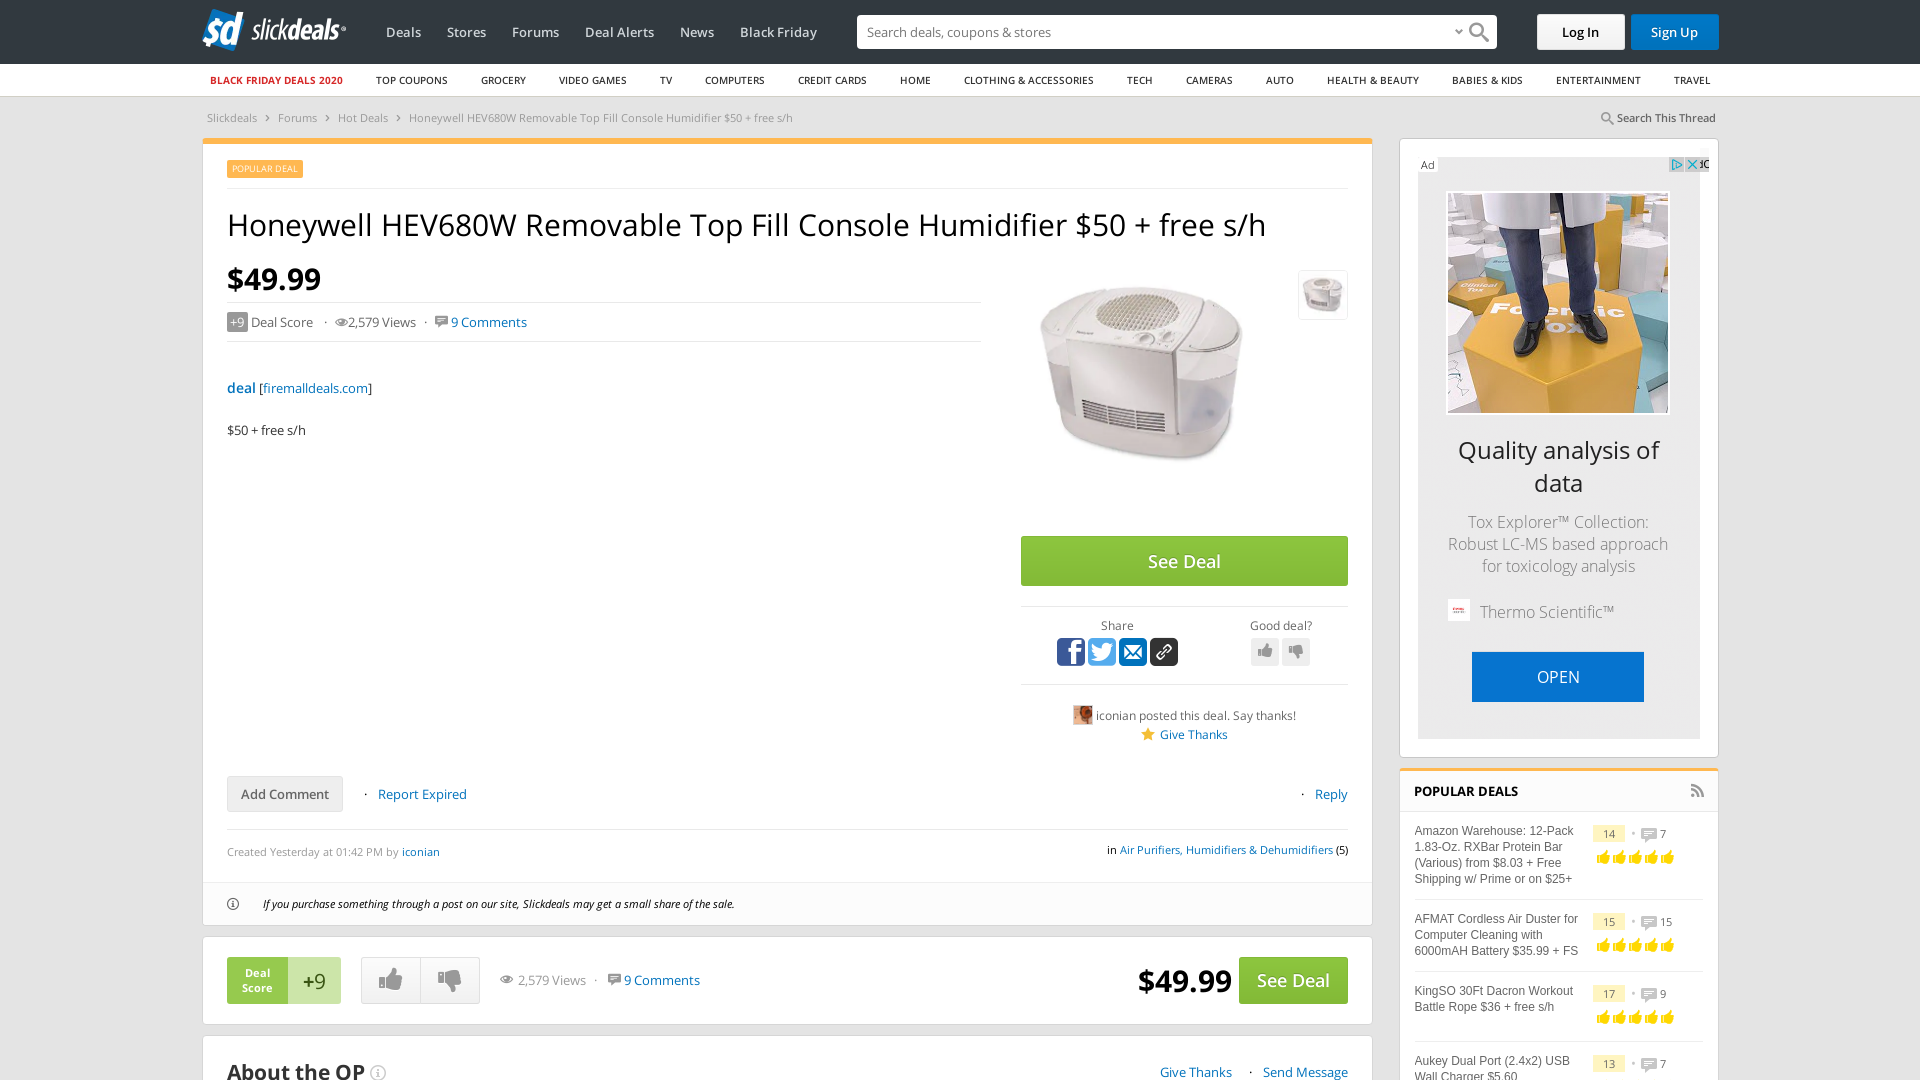 sd slickdeals
Deals Stores Forums Deal Alerts News Black Friday
Search deals, coupons & stores
Log In
Sign Up
BLACK FRIDAY DEALS 2020 TOP COUPONS GROCERY VIDEO GAMES TV COMPUTERS CREDIT CARDS HOME CLOTHING & ACCESSORIES TECH CAMERAS AUTO HEALTH & BEAUTY BABIES & KIDS ENTERTAINMENT TRAVEL
Slickdeals > Forums > Hot Deals > Honeywell HEV680W Removable Top Fill Console Humidifier $50 + free s/h
Search This Thread
POPULAR DEAL
Honeywell HEV680W Removable Top Fill Console Humidifier $50 + free s/h
$49.99
+9 Deal Score · 2,579 Views · 9 Comments
deal [firemalldeals.com]
$50 + free s/h
See Deal
Share
Good deal?
iconian posted this deal. Say thanks!
Give Thanks
Add Comment · Report Expired
· Reply
Created Yesterday at 01:42 PM by iconian
in Air Purifiers, Humidifiers & Dehumidifiers (5)
If you purchase something through a post on our site, Slickdeals may get a small share of the sale.
Deal
Score
+9
2,579 Views · 9 Comments
$49.99
See Deal
About the OP
Give Thanks · Send Message
Ad
Clinical
Tox
Forensic
Tox
Quality analysis of
data
Tox Explorer™ Collection:
Robust LC-MS based approach
for toxicology analysis
Thermo Scientific™
OPEN
POPULAR DEALS
Amazon Warehouse: 12-Pack
1.83-Oz. RXBar Protein Bar
(Various) from $8.03 + Free
Shipping w/ Prime or on $25+
14 • 7
AFMAT Cordless Air Duster for
Computer Cleaning with
6000mAH Battery $35.99 + FS
15 • 15
KingSO 30Ft Dacron Workout
Battle Rope $36 + free s/h
17 • 9
Aukey Dual Port (2.4x2) USB
Wall Charger $5.60
13 • 7